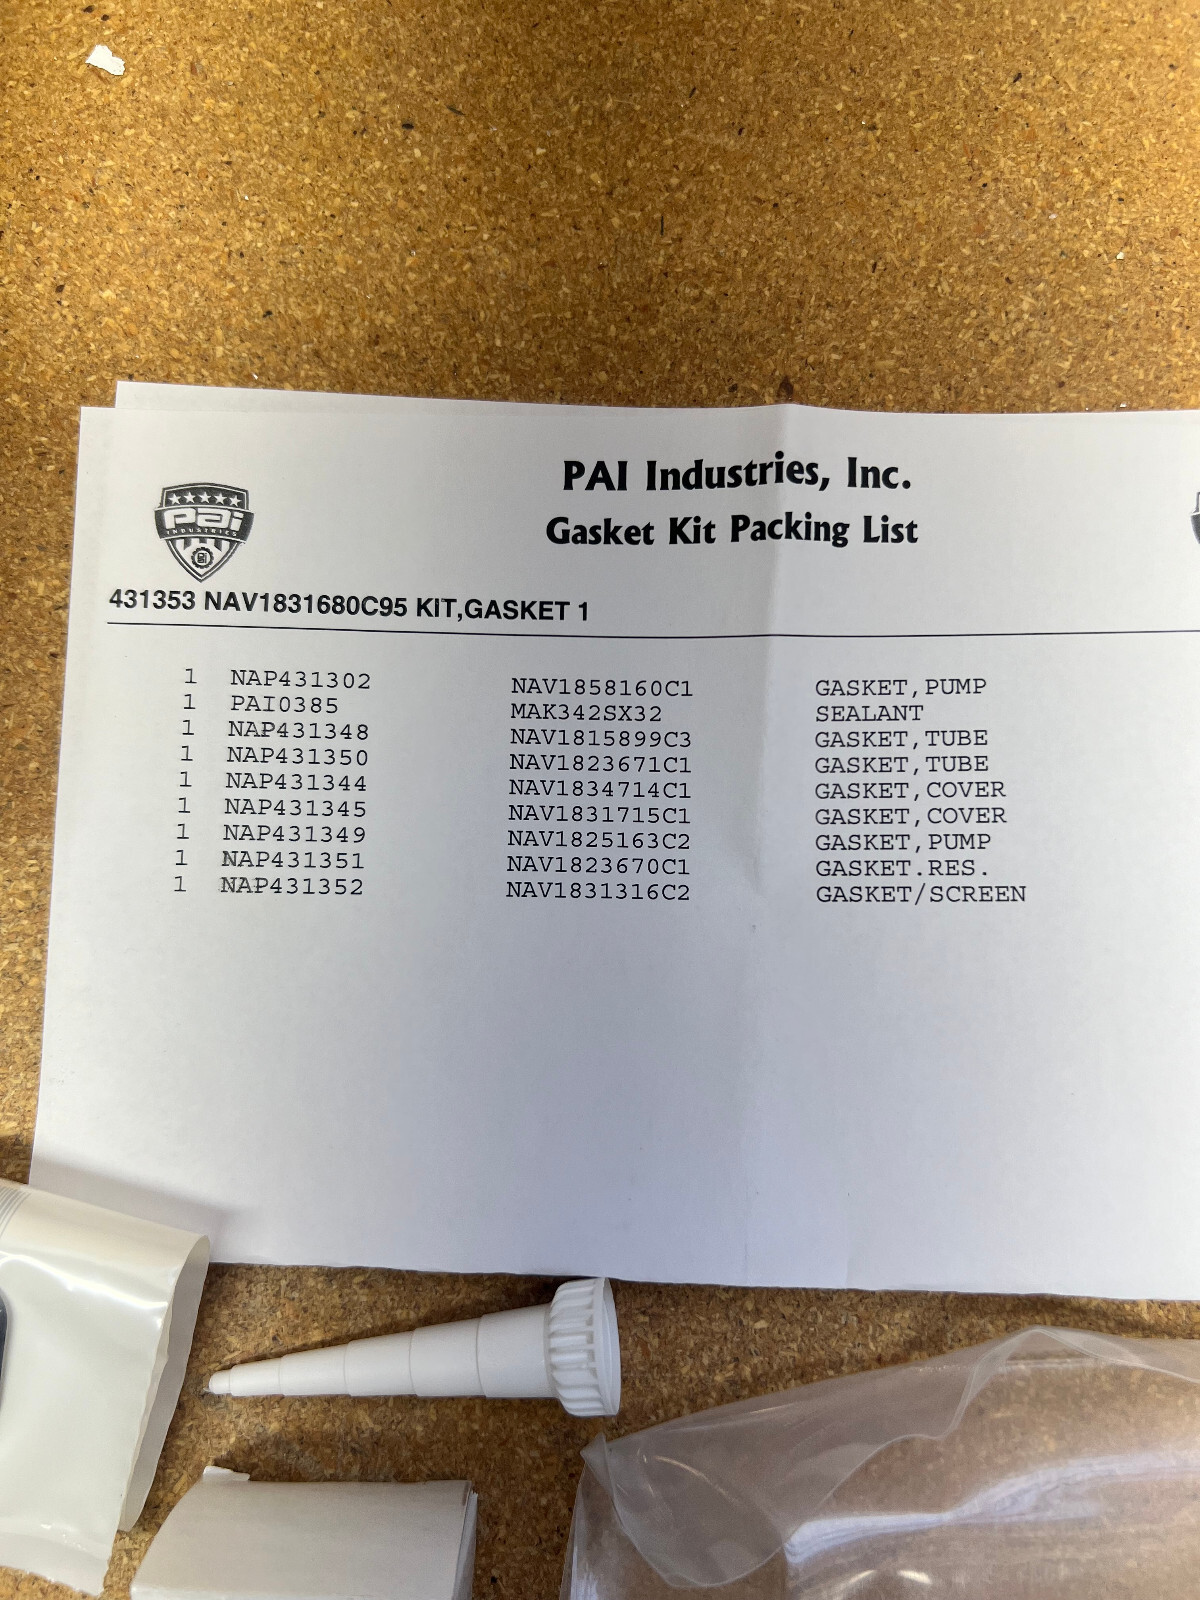 PAI Industries, Inc.
Gasket Kit Packing List
pai
INDUSTRIES
431353 NAV1831680C95 KIT,GASKET 1
1 NAP431302 NAV1858160C1 GASKET,PUMP
1 PAI0385 MAK342SX32 SEALANT
1 NAP431348 NAV1815899C3 GASKET,TUBE
1 NAP431350 NAV1823671C1 GASKET,TUBE
1 NAP431344 NAV1834714C1 GASKET,COVER
1 NAP431345 NAV1831715C1 GASKET,COVER
1 NAP431349 NAV1825163C2 GASKET,PUMP
1 NAP431351 NAV1823670C1 GASKET.RES.
1 NAP431352 NAV1831316C2 GASKET/SCREEN